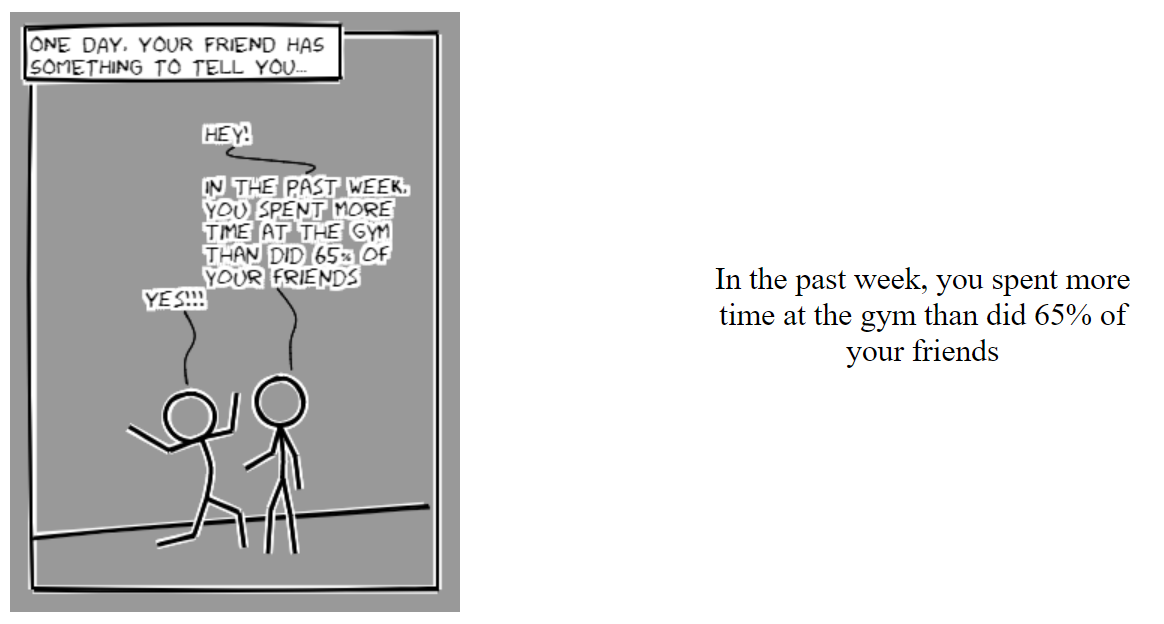 ONE DAY, YOUR FRIEND HAS
SOMETHING TO TELL YOU...
HEY!
IN THE PAST WEEK,
YOU SPENT MORE
TIME AT THE GYM
THAN DID 65% OF
YOUR FRIENDS
YES!!!
In the past week, you spent more
time at the gym than did 65% of
your friends